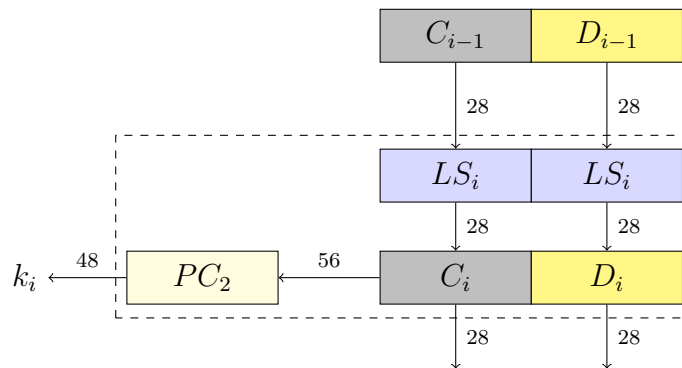 C_{i-1} D_{i-1}
28 28
LS_i LS_i
28 28
k_i 48 PC_2 56 C_i D_i
28 28